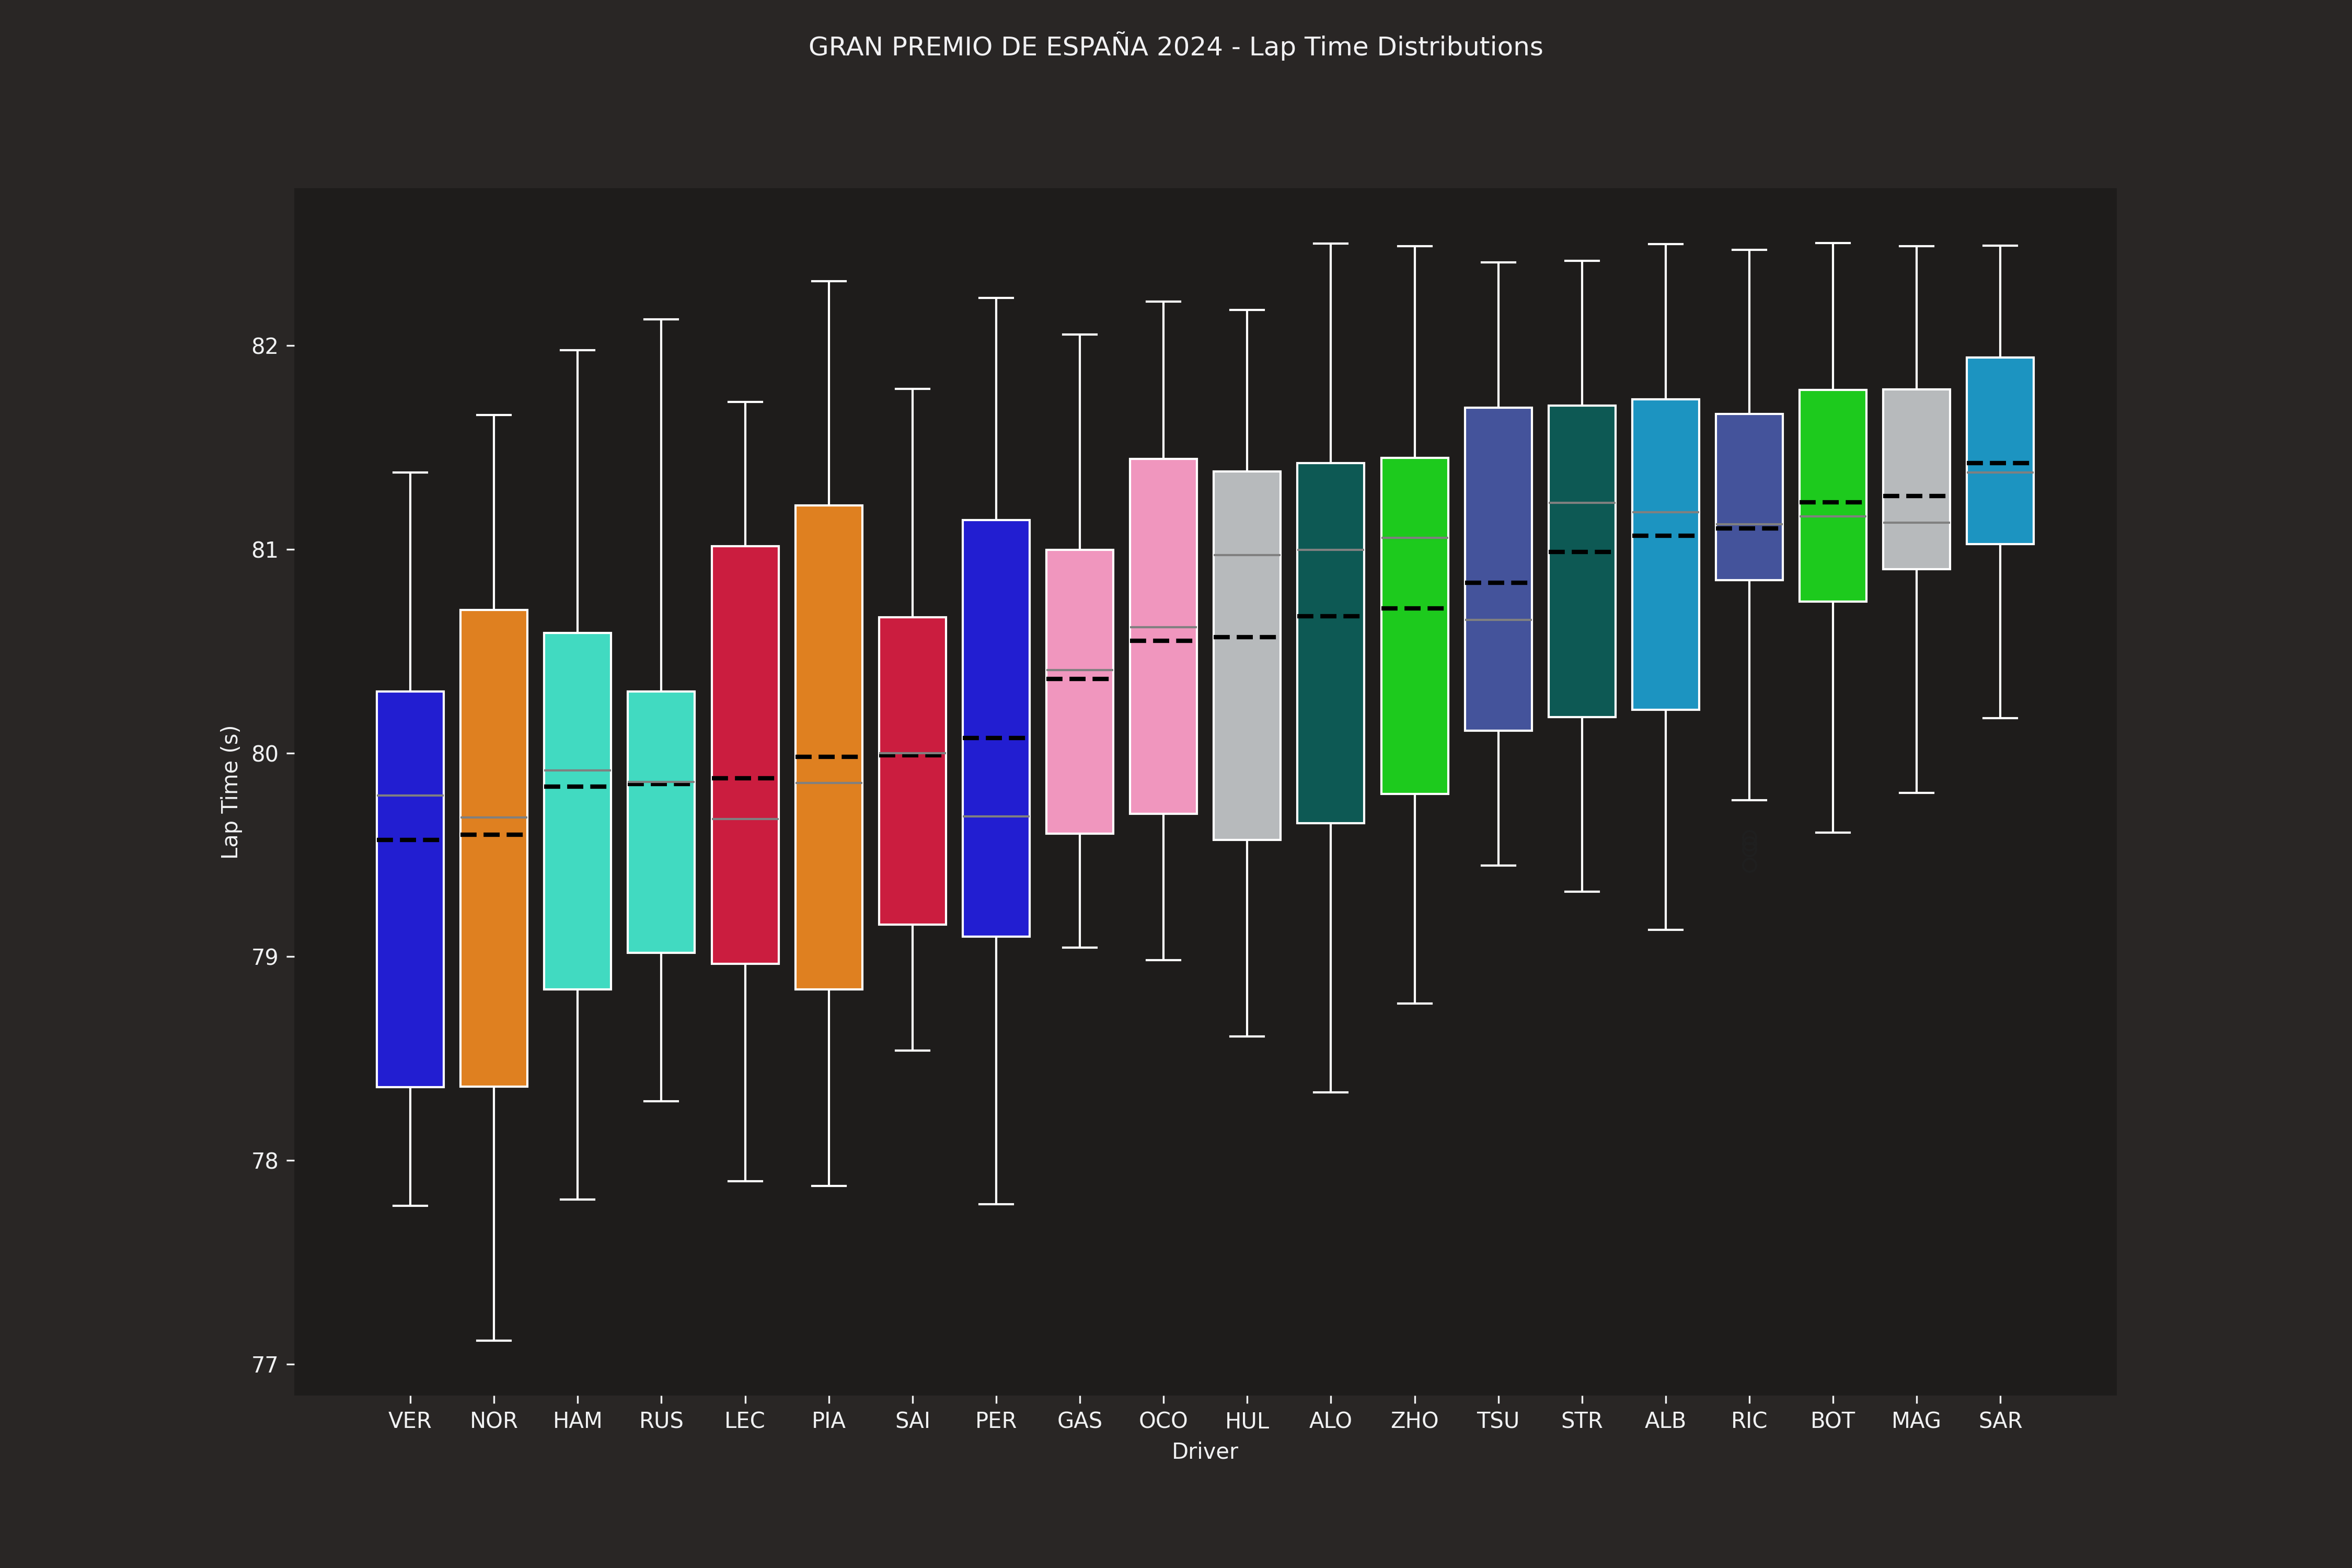 GRAN PREMIO DE ESPAÑA 2024 - Lap Time Distributions
Lap Time (s)
82
81
80
79
78
77
VER NOR HAM RUS LEC PIA SAI PER GAS OCO HUL ALO ZHO TSU STR ALB RIC BOT MAG SAR
Driver